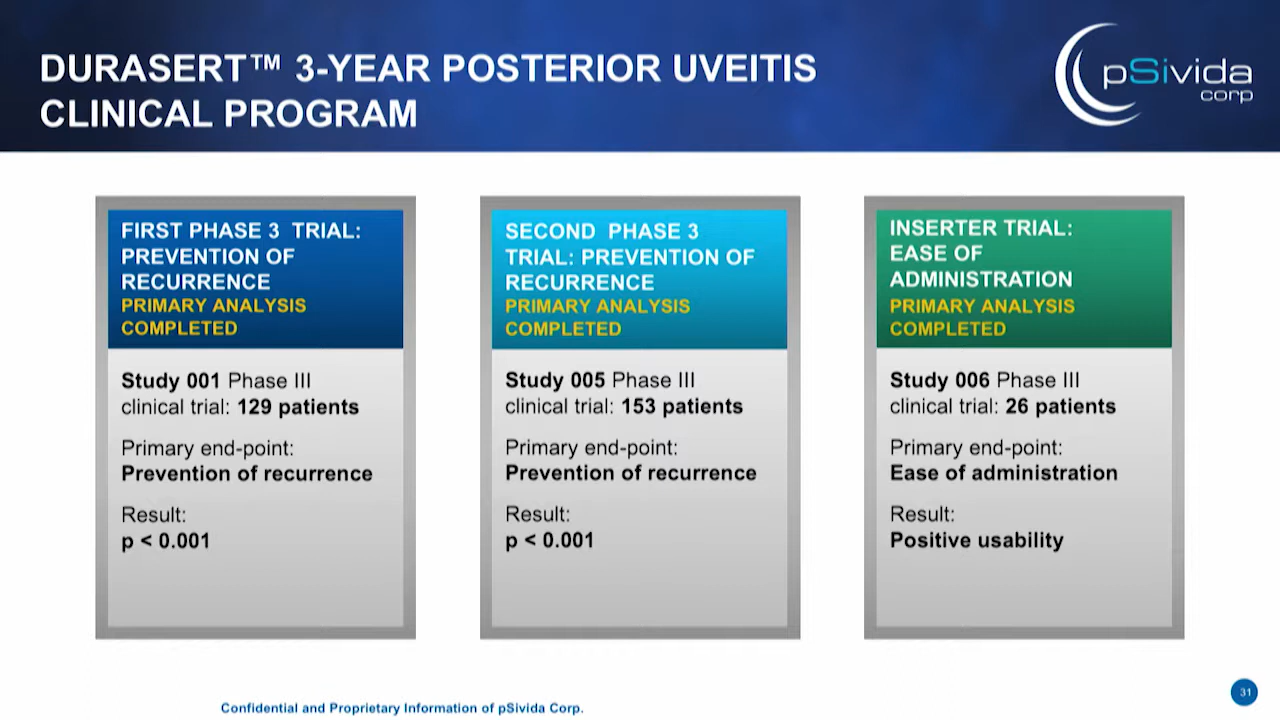 DURASERT™ 3-YEAR POSTERIOR UVEITIS
CLINICAL PROGRAM
pSivida
corp
FIRST PHASE 3 TRIAL:
PREVENTION OF
RECURRENCE
PRIMARY ANALYSIS
COMPLETED
Study 001 Phase III
clinical trial: 129 patients
Primary end-point:
Prevention of recurrence
Result:
p < 0.001
SECOND PHASE 3
TRIAL: PREVENTION OF
RECURRENCE
PRIMARY ANALYSIS
COMPLETED
Study 005 Phase III
clinical trial: 153 patients
Primary end-point:
Prevention of recurrence
Result:
p < 0.001
INSERTER TRIAL:
EASE OF
ADMINISTRATION
PRIMARY ANALYSIS
COMPLETED
Study 006 Phase III
clinical trial: 26 patients
Primary end-point:
Ease of administration
Result:
Positive usability
31
Confidential and Proprietary Information of pSivida Corp.